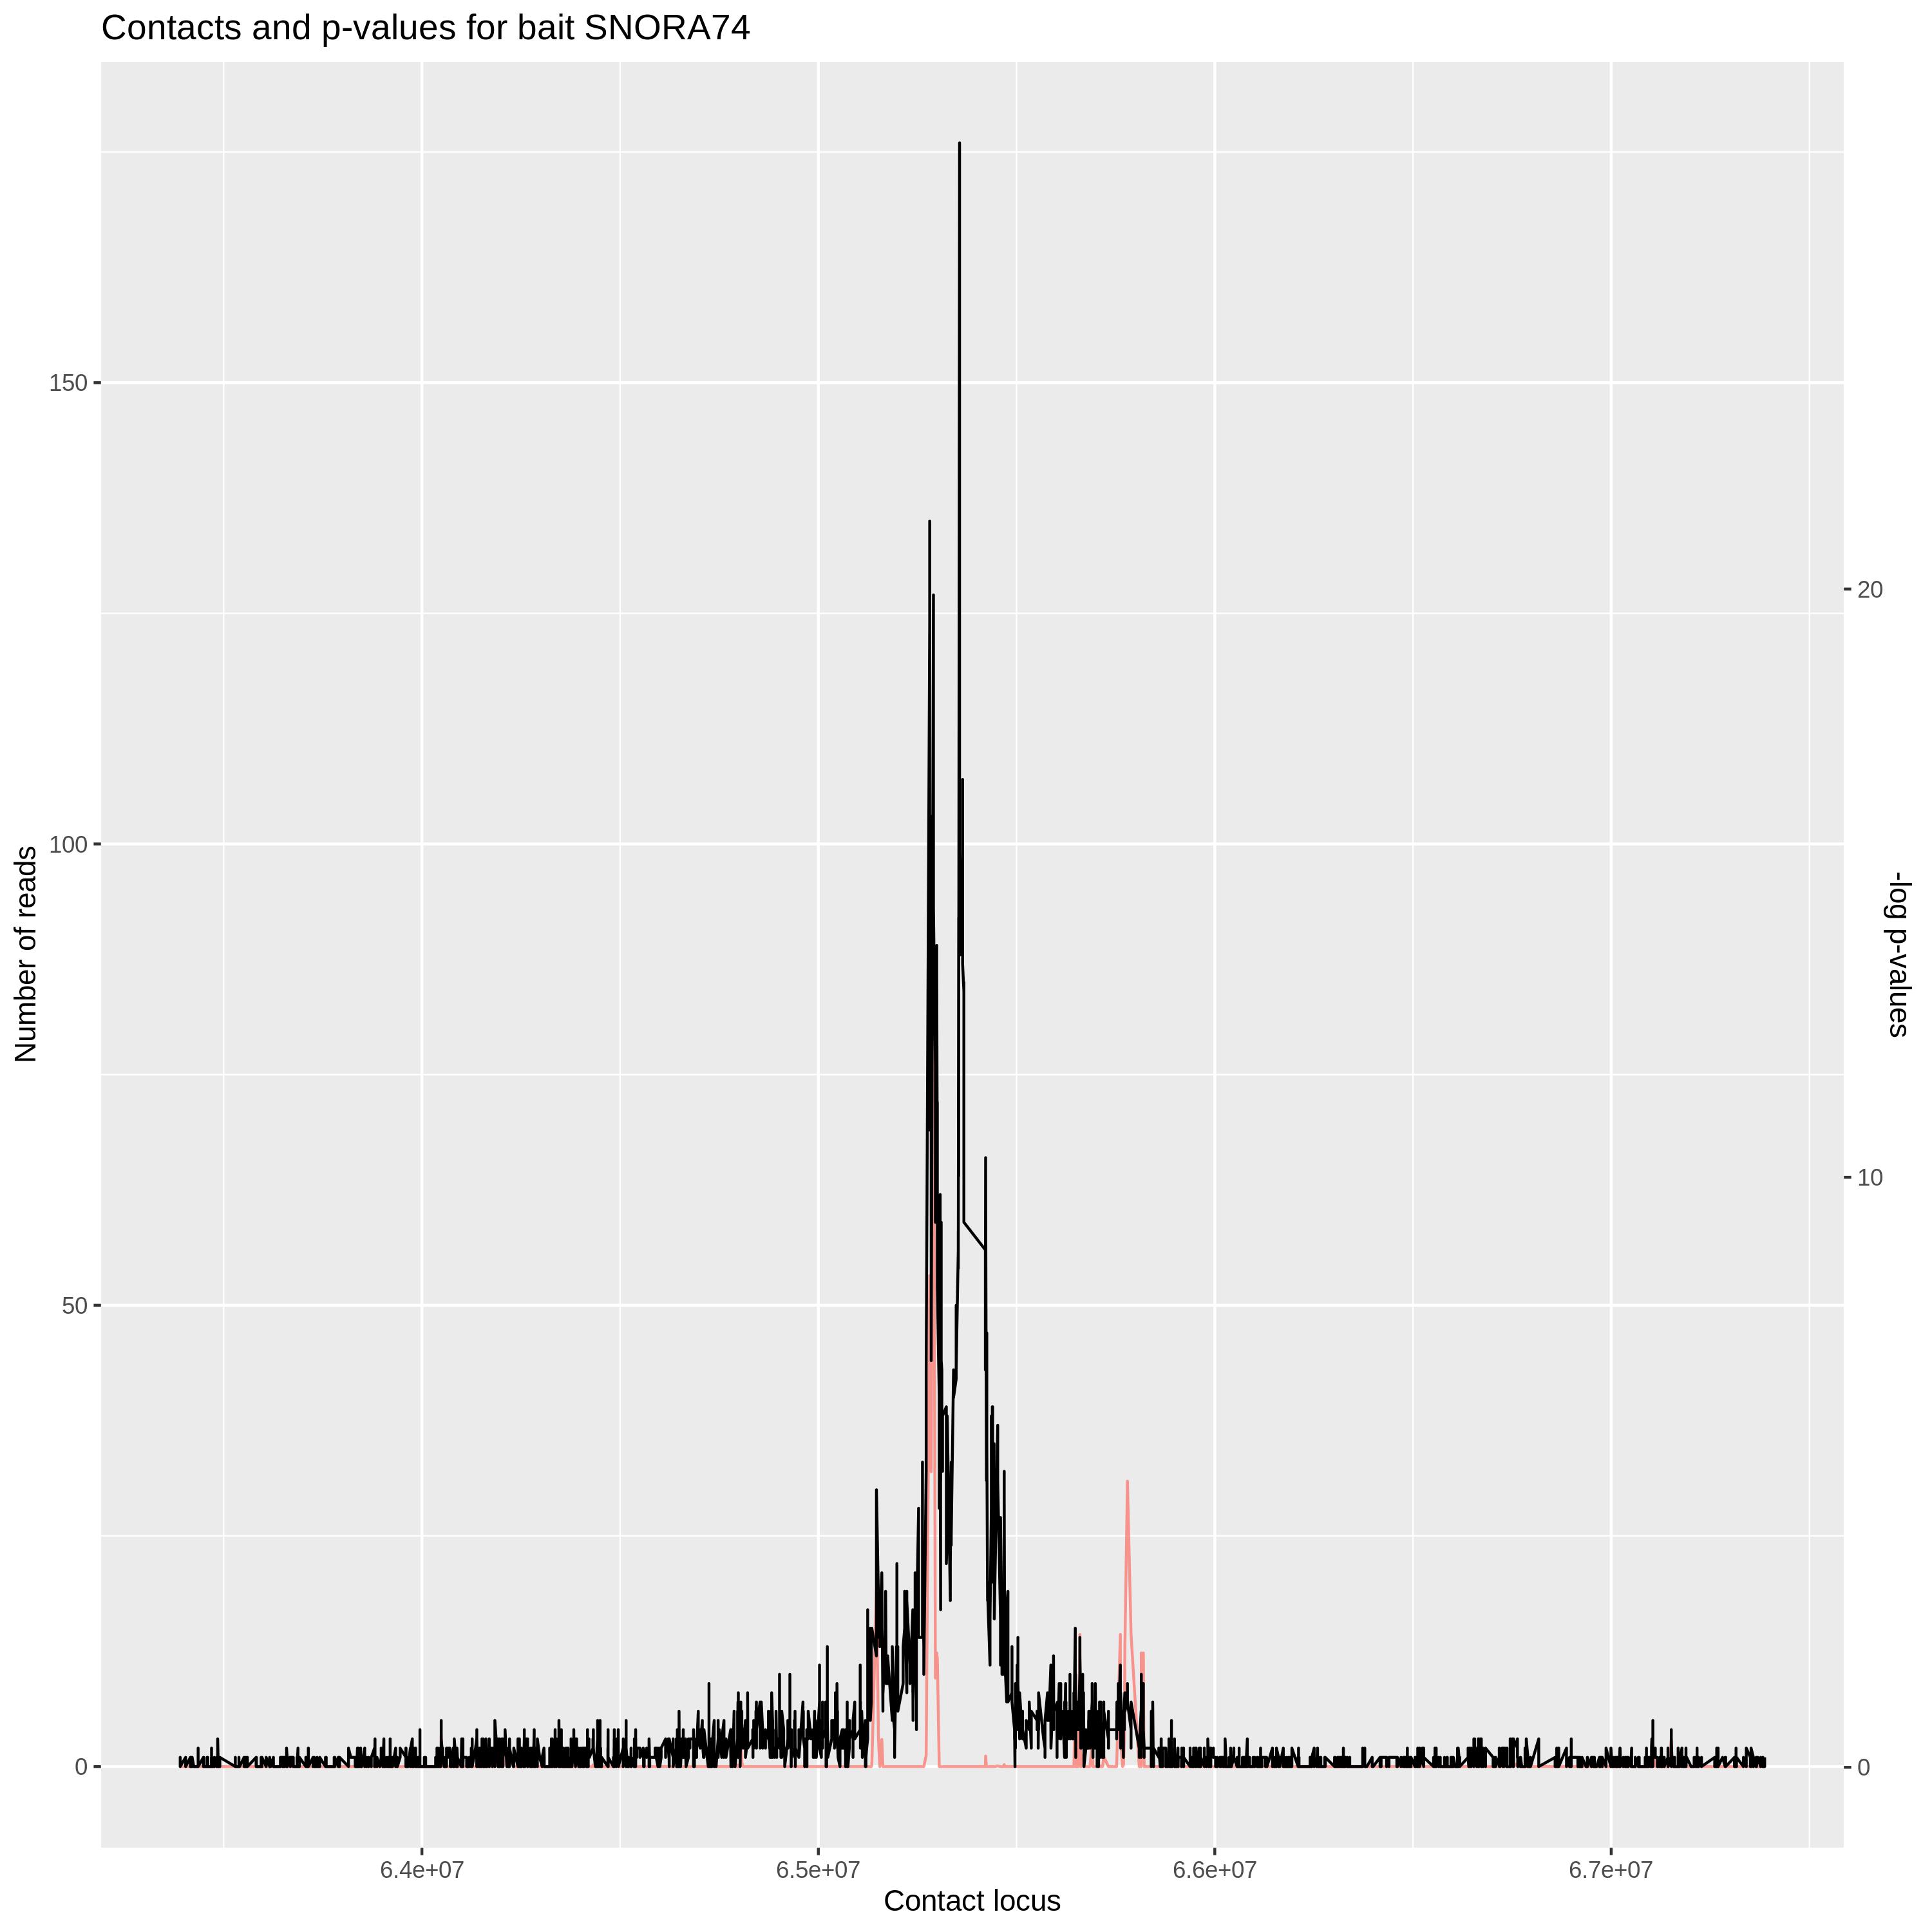 Contacts and p-values for bait SNORA74
Number of reads
150
100
50
0
20
10
0
-log p-values
6.4e+07
6.5e+07
6.6e+07
6.7e+07
Contact locus